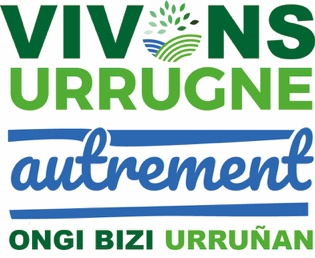 VIVONS
URRUGNE
autrement
ONGI BIZI URRUÑAN